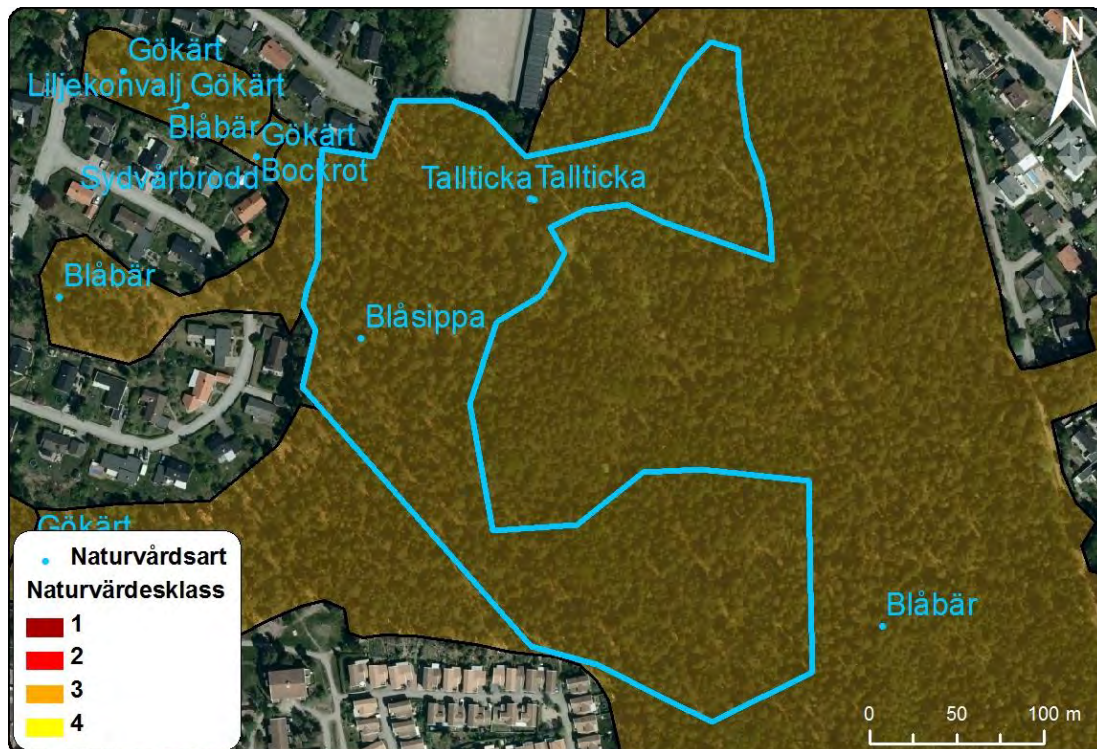 N
Gökärt
Liljekonvalj Gökärt
Blåbär
Gökärt
Bockrot
Sydvårbrodd
Tallticka Tallticka
Blåbär
Blåsippa
Gökärt
Blåbär
Naturvårdsart
Naturvärdesklass
1
2
3
4
0 50 100 m